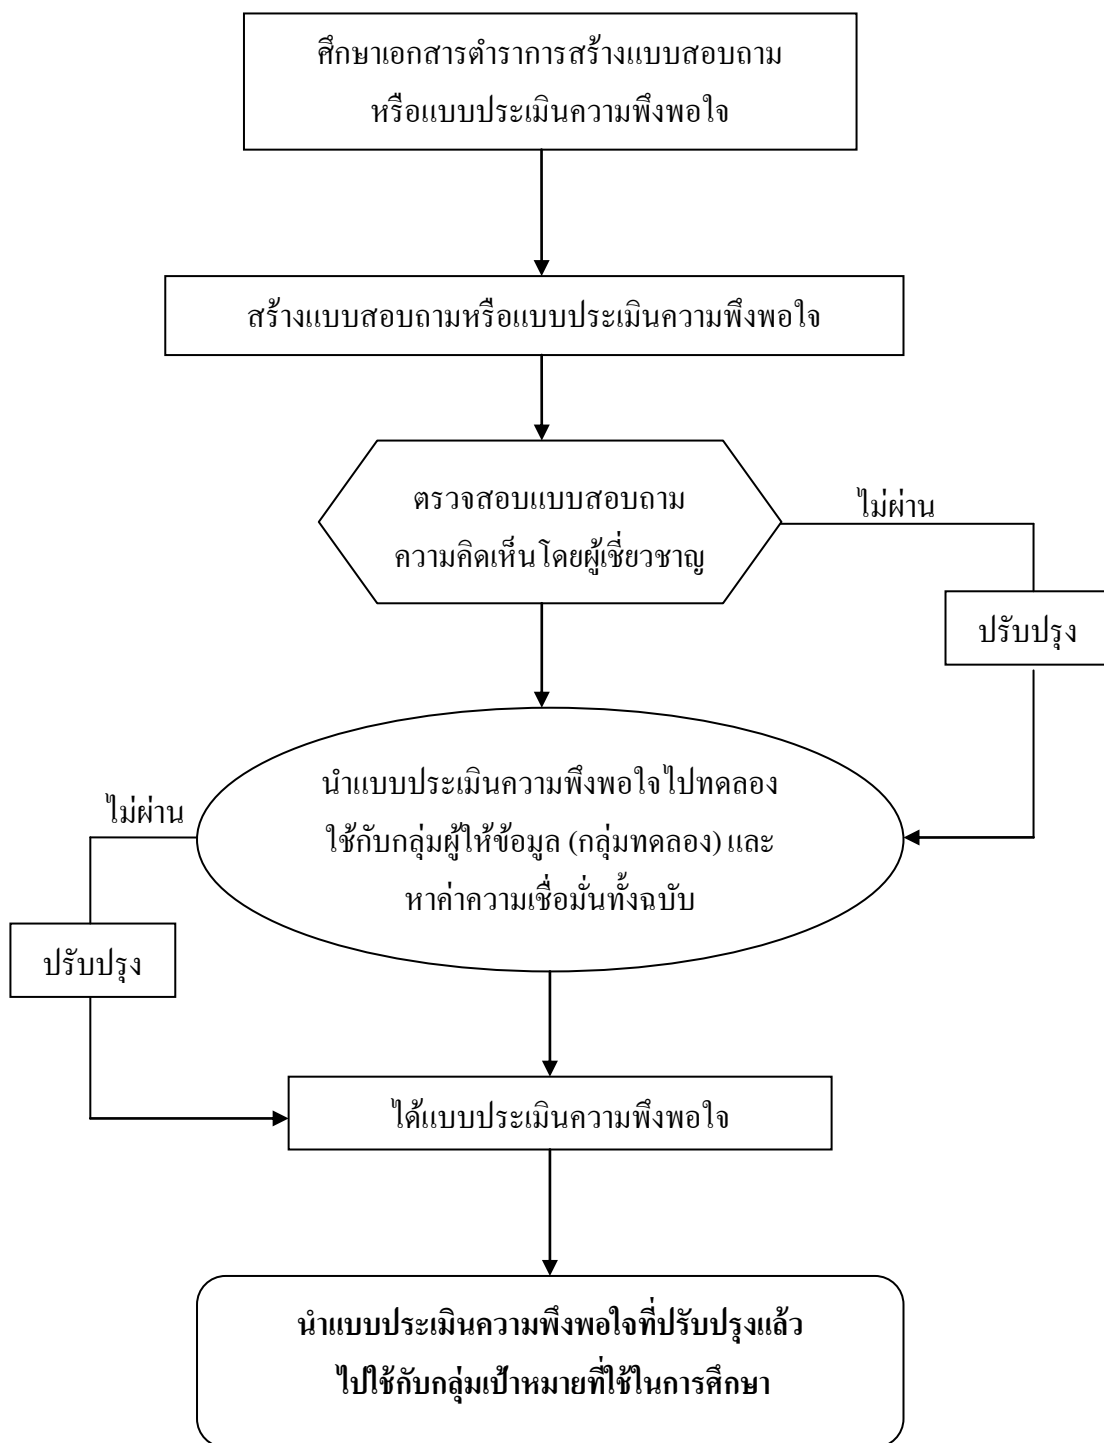 ศึกษาเอกสารตำราการสร้างแบบสอบถาม
หรือแบบประเมินความพึงพอใจ
สร้างแบบสอบถามหรือแบบประเมินความพึงพอใจ
ตรวจสอบแบบสอบถาม
ความคิดเห็นโดยผู้เชี่ยวชาญ
ไม่ผ่าน
ปรับปรุง
นำแบบประเมินความพึงพอใจไปทดลอง
ใช้กับกลุ่มผู้ให้ข้อมูล (กลุ่มทดลอง) และ
หาค่าความเชื่อมั่นทั้งฉบับ
ไม่ผ่าน
ปรับปรุง
ได้แบบประเมินความพึงพอใจ
นำแบบประเมินความพึงพอใจที่ปรับปรุงแล้ว
ไปใช้กับกลุ่มเป้าหมายที่ใช้ในการศึกษา